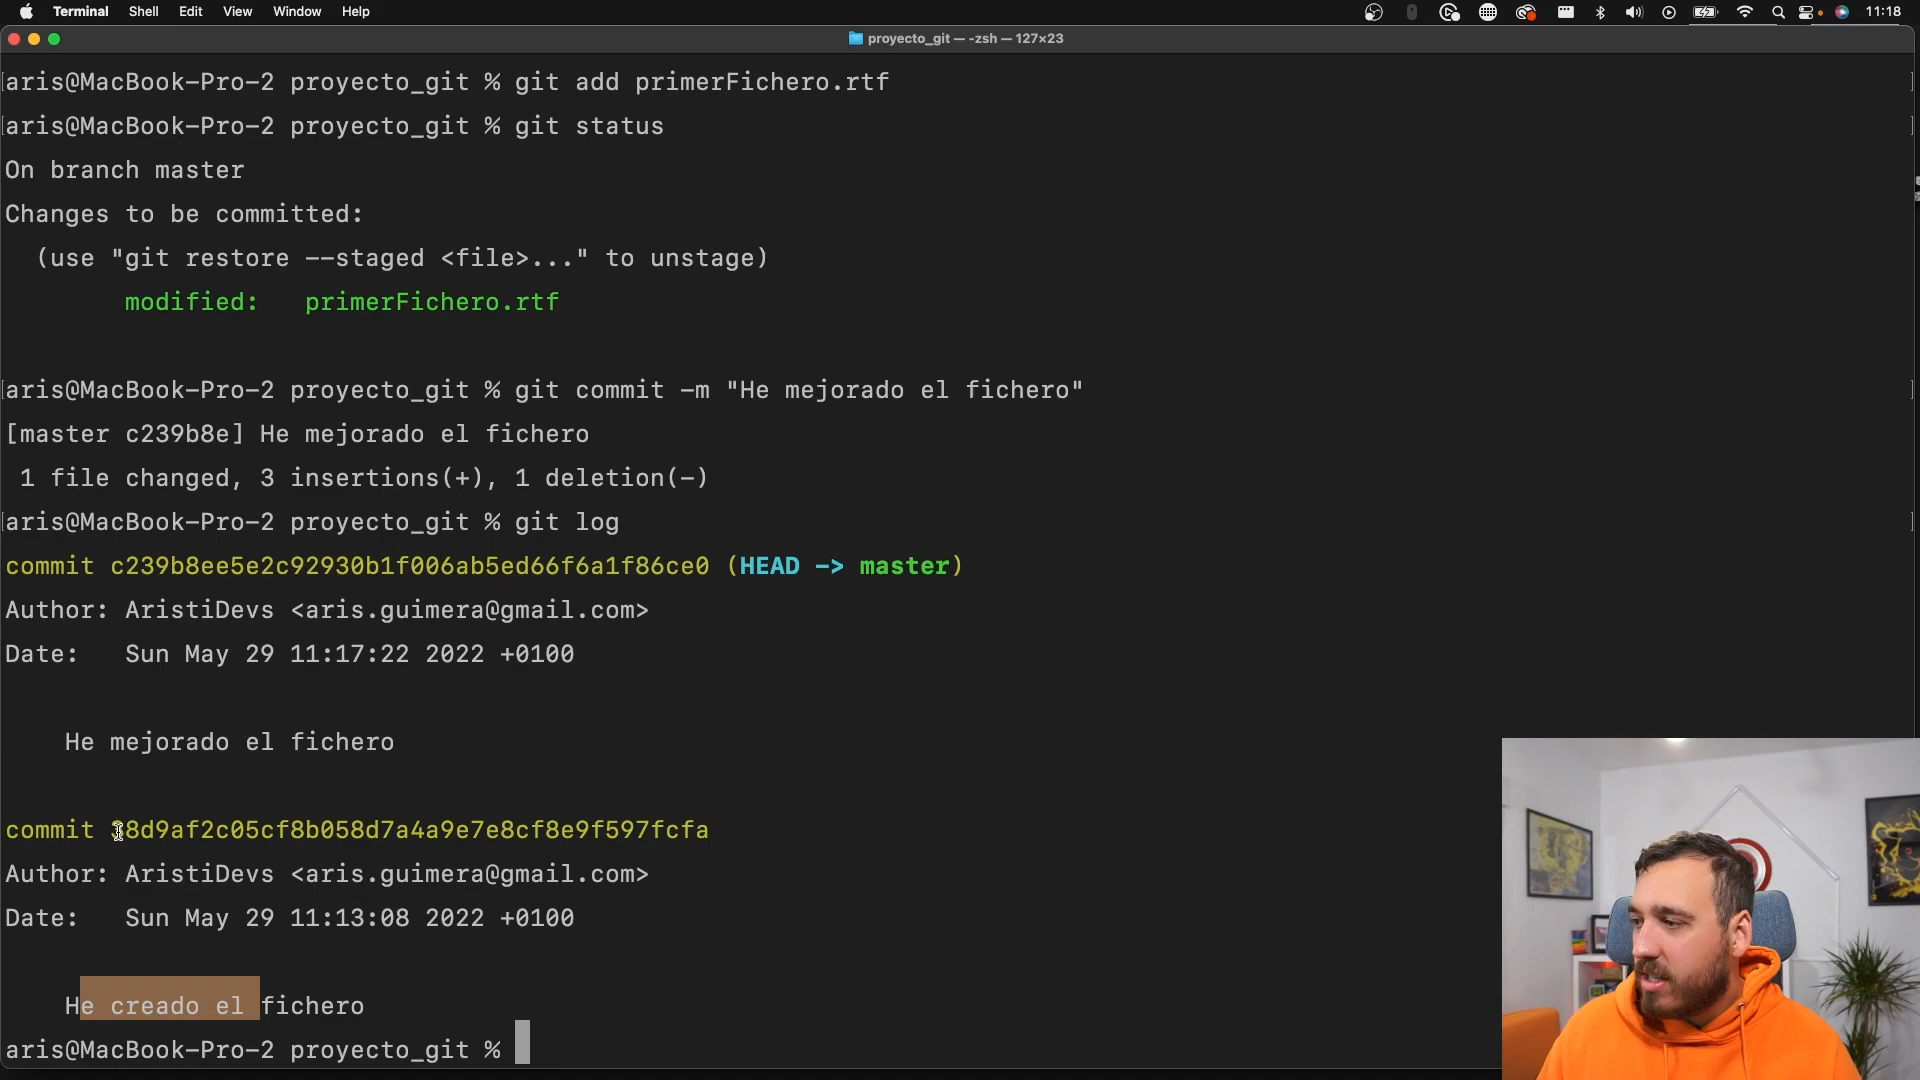 Terminal Shell Edit View Window Help 11:18
proyecto_git — -zsh — 127×23
aris@MacBook-Pro-2 proyecto_git % git add primerFichero.rtf
aris@MacBook-Pro-2 proyecto_git % git status
On branch master
Changes to be committed:
(use "git restore --staged <file>..." to unstage)
modified: primerFichero.rtf
aris@MacBook-Pro-2 proyecto_git % git commit -m "He mejorado el fichero"
[master c239b8e] He mejorado el fichero
1 file changed, 3 insertions(+), 1 deletion(-)
aris@MacBook-Pro-2 proyecto_git % git log
commit c239b8ee5e2c92930b1f006ab5ed66f6a1f86ce0 (HEAD -> master)
Author: AristiDevs <aris.guimera@gmail.com>
Date: Sun May 29 11:17:22 2022 +0100
He mejorado el fichero
commit 38d9af2c05cf8b058d7a4a9e7e8cf8e9f597fcfa
Author: AristiDevs <aris.guimera@gmail.com>
Date: Sun May 29 11:13:08 2022 +0100
He creado el fichero
aris@MacBook-Pro-2 proyecto_git %